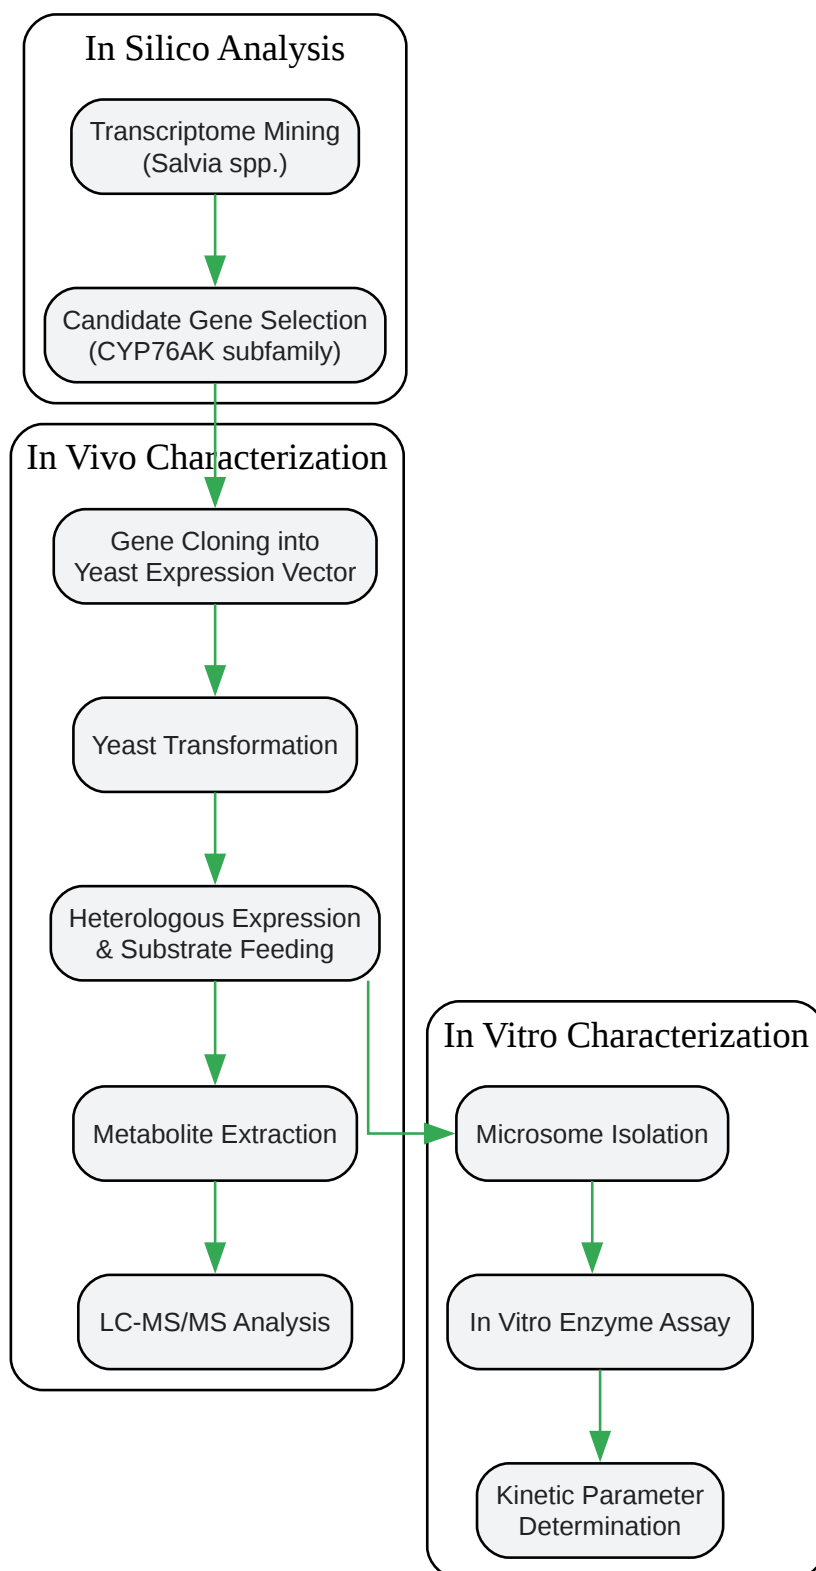 In Silico Analysis
Transcriptome Mining
(Salvia spp.)
Candidate Gene Selection
(CYP76AK subfamily)
In Vivo Characterization
Gene Cloning into
Yeast Expression Vector
Yeast Transformation
Heterologous Expression
& Substrate Feeding
Metabolite Extraction
LC-MS/MS Analysis
In Vitro Characterization
Microsome Isolation
In Vitro Enzyme Assay
Kinetic Parameter
Determination